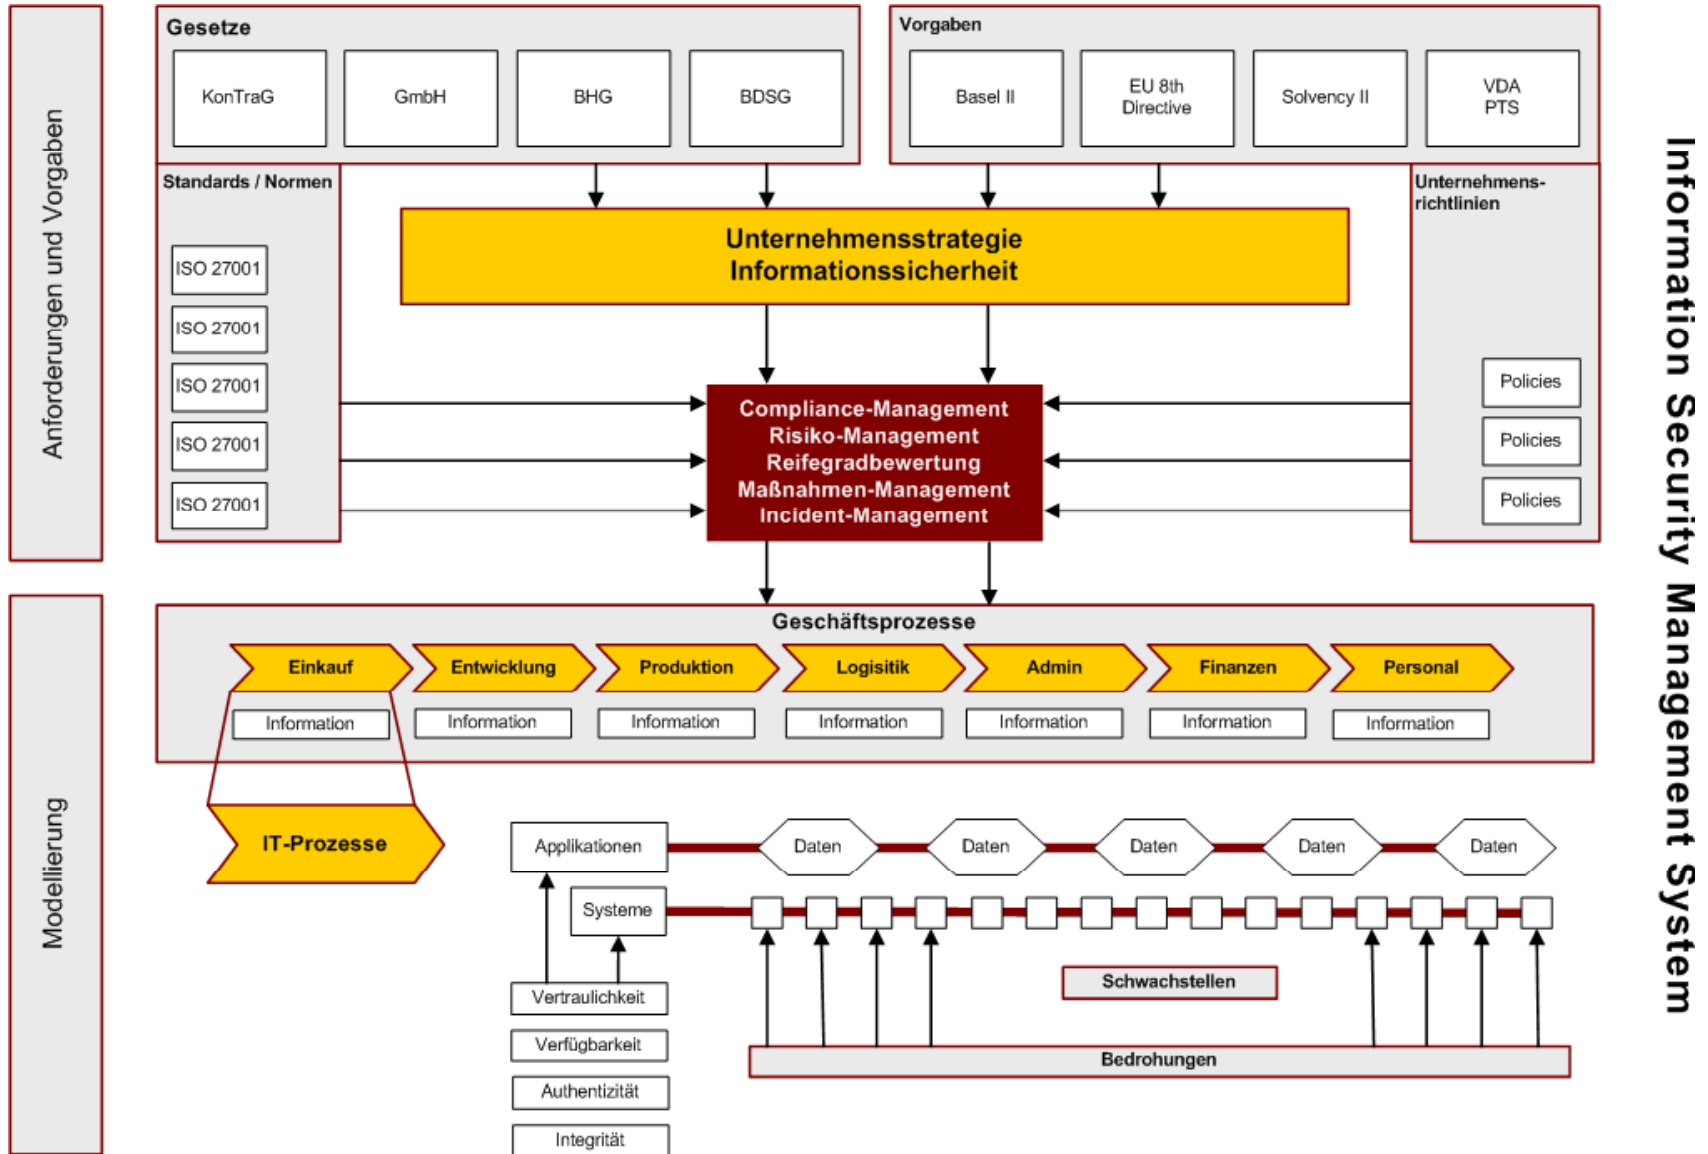 Gesetze
KonTraG
GmbH
BHG
BDSG
Vorgaben
Basel II
EU 8th
Directive
Solvency II
VDA
PTS
Anforderungen und Vorgaben
Standards / Normen
ISO 27001
ISO 27001
ISO 27001
ISO 27001
ISO 27001
Unternehmensstrategie
Informationssicherheit
Unternehmens-
richtlinien
Policies
Policies
Policies
Compliance-Management
Risiko-Management
Reifegradbewertung
Maßnahmen-Management
Incident-Management
Information Security Management System
Modellierung
Geschäftsprozesse
Einkauf
Entwicklung
Produktion
Logisitik
Admin
Finanzen
Personal
Information
Information
Information
Information
Information
Information
Information
IT-Prozesse
Applikationen
Daten
Daten
Daten
Daten
Daten
Systeme
Schwachstellen
Vertraulichkeit
Verfügbarkeit
Authentizität
Integrität
Bedrohungen